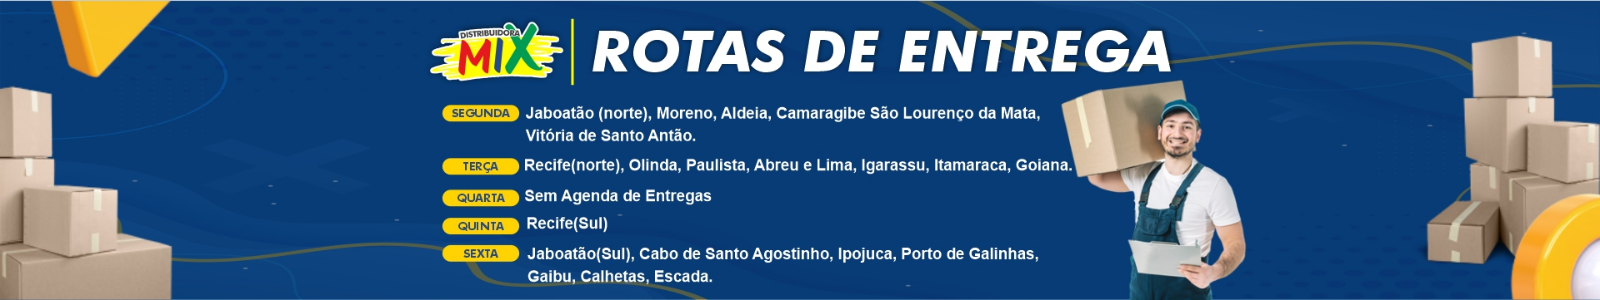 DISTRIBUIDORA
MIX
ROTAS DE ENTREGA
SEGUNDA Jaboatão (norte), Moreno, Aldeia, Camaragibe São Lourenço da Mata,
Vitória de Santo Antão.
TERÇA Recife(norte), Olinda, Paulista, Abreu e Lima, Igarassu, Itamaraca, Goiana.
QUARTA Sem Agenda de Entregas
QUINTA Recife(Sul)
SEXTA Jaboatão(Sul), Cabo de Santo Agostinho, Ipojuca, Porto de Galinhas,
Gaibu, Calhetas, Escada.